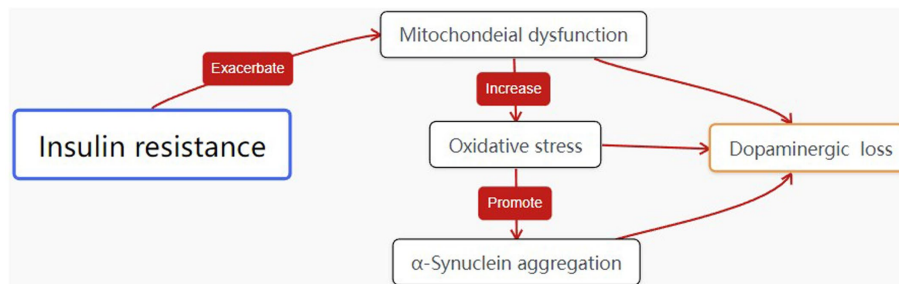 Mitochondeial dysfunction
Exacerbate
Increase
Insulin resistance
Oxidative stress
Dopaminergic loss
Promote
α-Synuclein aggregation